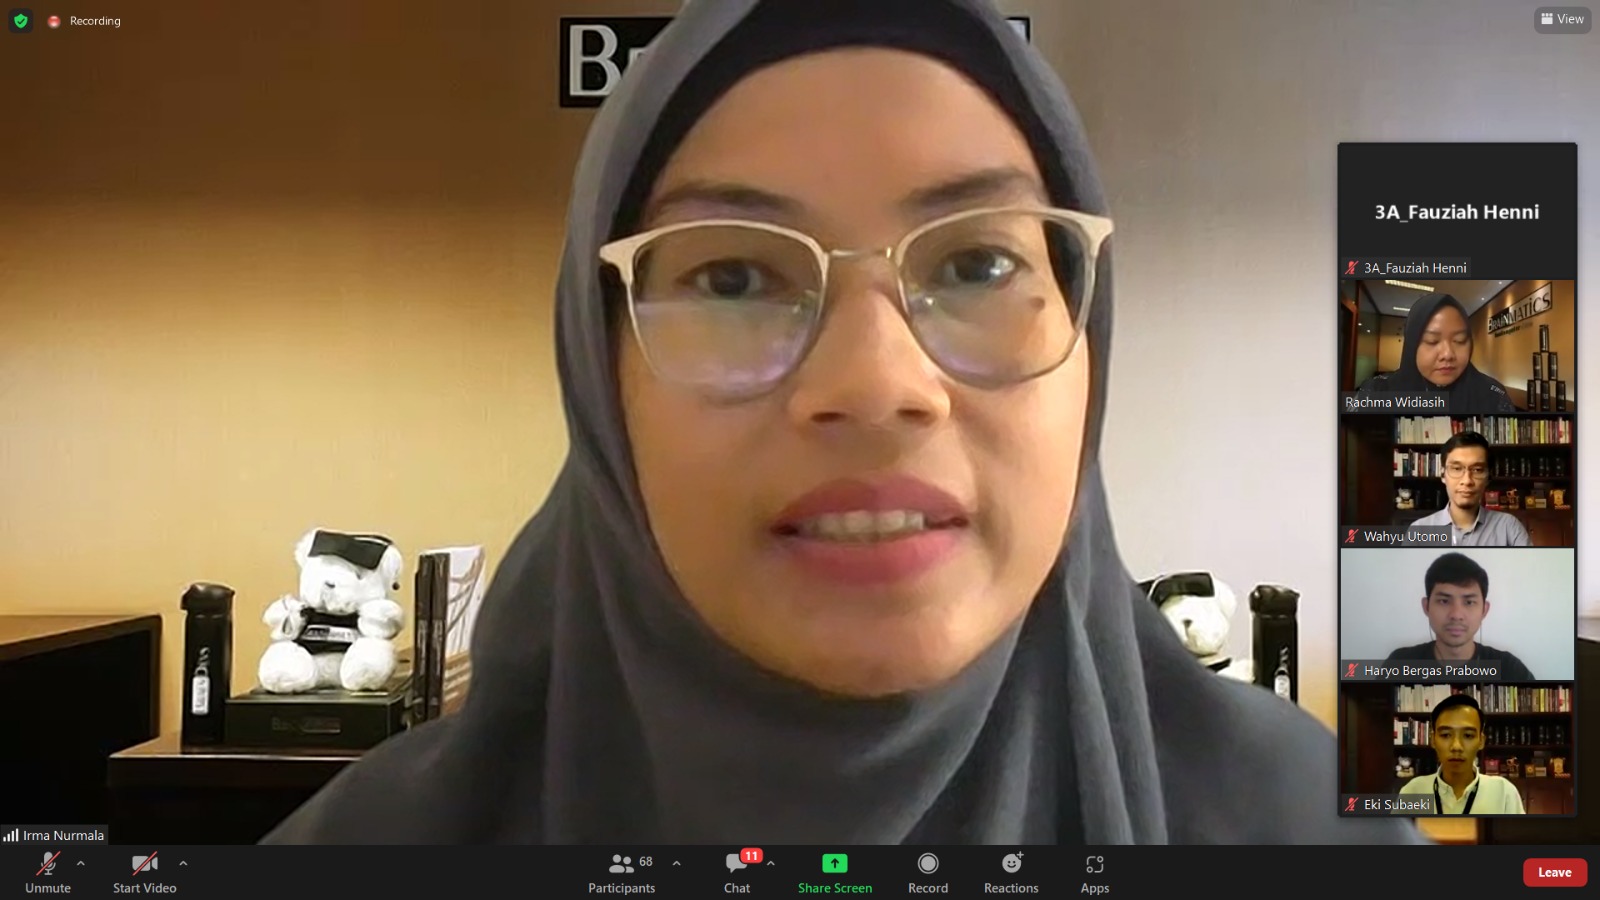 Recording
View
3A_Fauziah Henni
3A_Fauziah Henni
BRAINMATICS
Rachma Widiasih
Wahyu Utomo
Haryo Bergas Prabowo
Eki Subaeki
Irma Nurmala
Unmute
Start Video
68
Participants
11
Chat
Share Screen
Record
Reactions
Apps
Leave